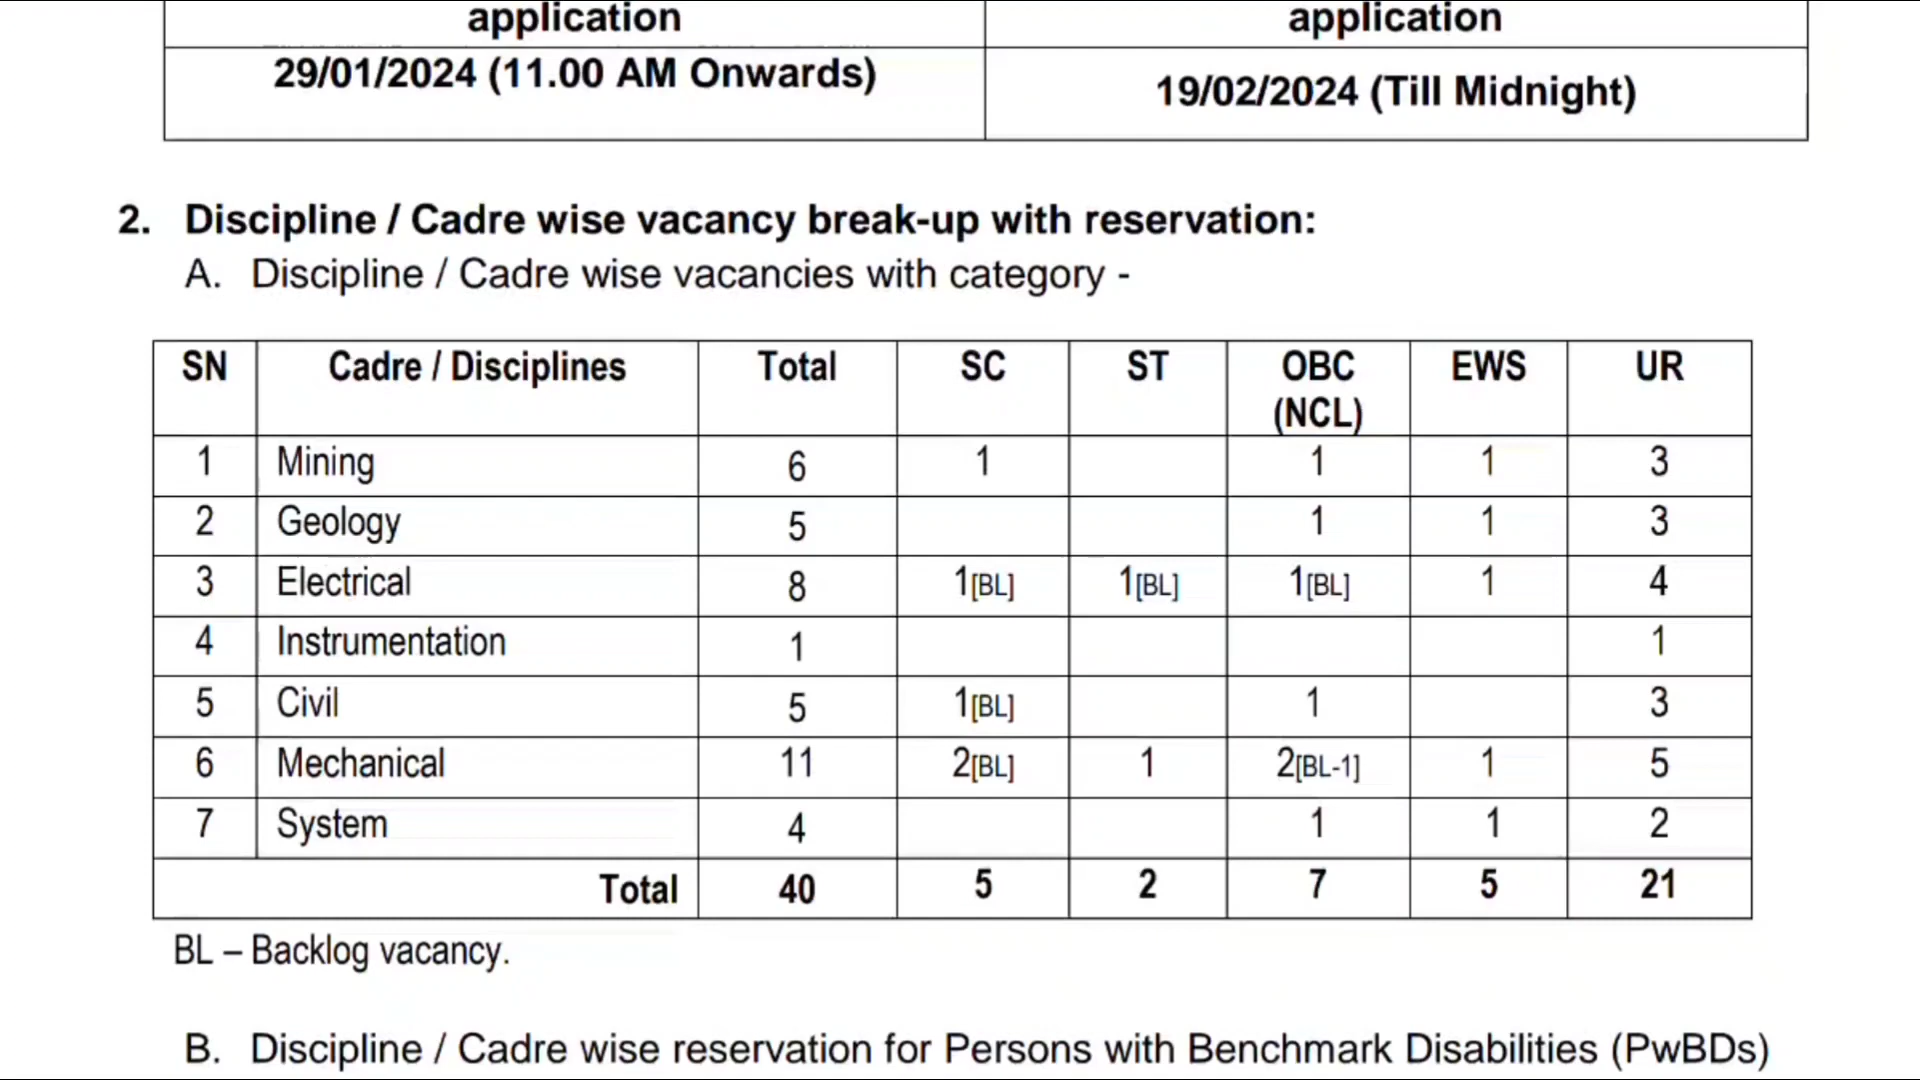 application application
29/01/2024 (11.00 AM Onwards) 19/02/2024 (Till Midnight)
2. Discipline / Cadre wise vacancy break-up with reservation:
A. Discipline / Cadre wise vacancies with category -
SN Cadre / Disciplines Total SC ST OBC (NCL) EWS UR
1 Mining 6 1 1 1 3
2 Geology 5 1 1 3
3 Electrical 8 1[BL] 1[BL] 1[BL] 1 4
4 Instrumentation 1 1
5 Civil 5 1[BL] 1 3
6 Mechanical 11 2[BL] 1 2[BL-1] 1 5
7 System 4 1 1 2
Total 40 5 2 7 5 21
BL – Backlog vacancy.
B. Discipline / Cadre wise reservation for Persons with Benchmark Disabilities (PwBDs)